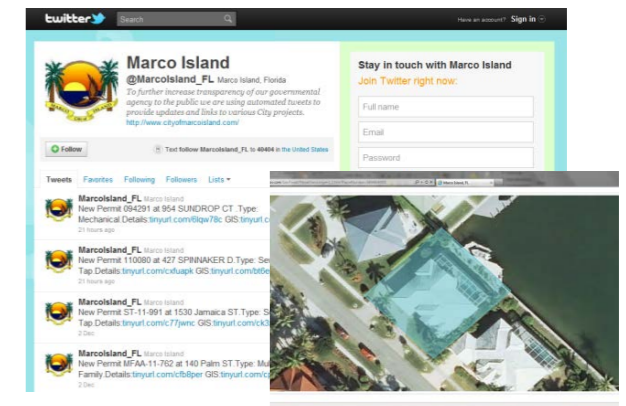 twitter
Search
Have an account? Sign in
Marco Island
@MarcoIsland_FL Marco Island, Florida
To further increase transparency of our governmental
agency to the public we are using automated tweets to
provide updates and links to various City projects.
http://www.cityofmarcoisland.com/
Follow
Text follow MarcoIsland_FL to 40404 in the United States
Stay in touch with Marco Island
Join Twitter right now:
Full name
Email
Password
Tweets Favorites Following Followers Lists
MarcoIsland_FL Marco Island
New Permit 094291 at 954 SUNDROP CT .Type:
Mechanical.Details:tinyurl.com/6lqw78c GIS:tinyurl.c
21 hours ago
MarcoIsland_FL Marco Island
New Permit 110080 at 427 SPINNAKER D.Type: Se
Tap.Details:tinyurl.com/cxfuapk GIS:tinyurl.com/bt6e
21 hours ago
MarcoIsland_FL Marco Island
New Permit ST-11-991 at 1530 Jamaica ST.Type: S
Tap.Details:tinyurl.com/c77jwnc GIS:tinyurl.com/ck3
2 Dec
MarcoIsland_FL Marco Island
New Permit MFAA-11-762 at 140 Palm ST.Type: Mul
Family.Details:tinyurl.com/cfb8per GIS:tinyurl.com/c
2 Dec